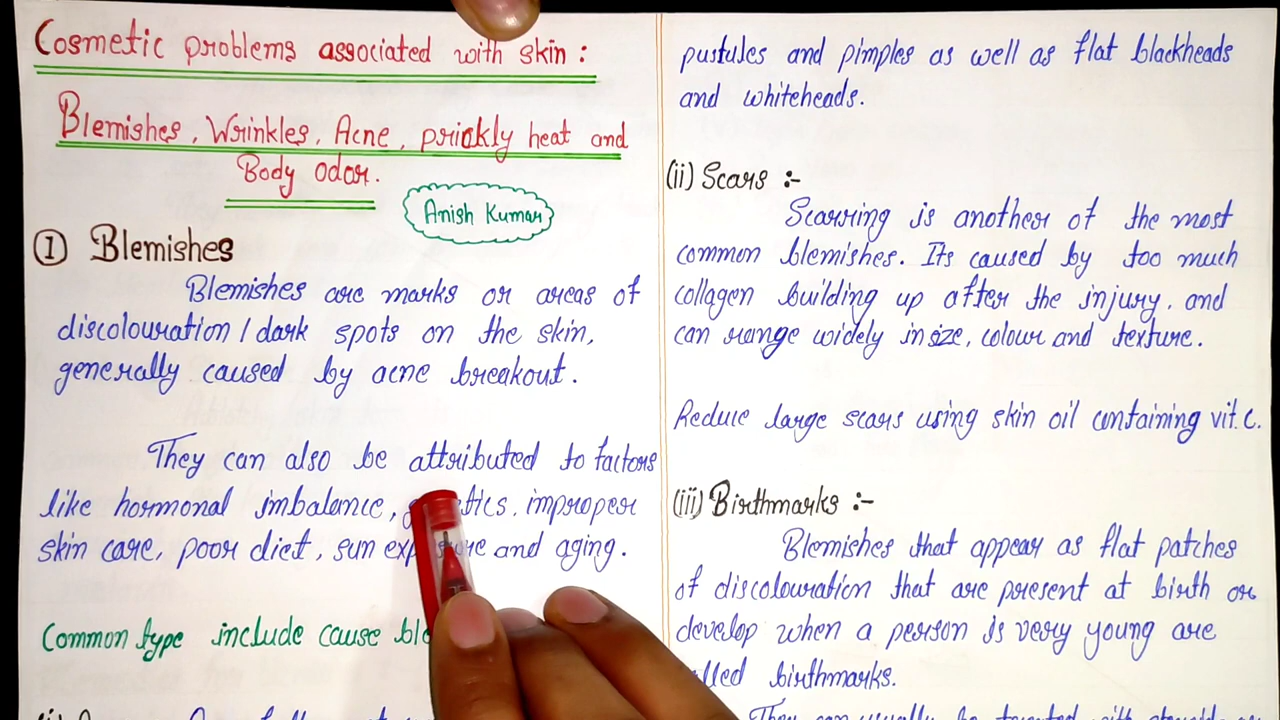 Cosmetic problems associated with skin :
Blemishes, Wrinkles, Acne, prickly heat and
Body Odor.
Anish Kumar
① Blemishes
Blemishes are marks or areas of
discolouration / dark spots on the skin,
generally caused by acne breakout.
They can also be attributed to factors
like hormonal imbalance, improper
skin care, poor diet, sun and aging.
Common type include cause
pustules and pimples as well as flat blackheads
and whiteheads.
(ii) Scars :-
Scarring is another of the most
common blemishes. Its caused by too much
collagen building up after the injury, and
can range widely in size, colour and texture.
Reduce large scars using skin oil containing vit. C.
(iii) Birthmarks :-
Blemishes that appear as flat patches
of discolouration that are present at birth or
develop when a person is very young are
birthmarks.
They can usually be treated with